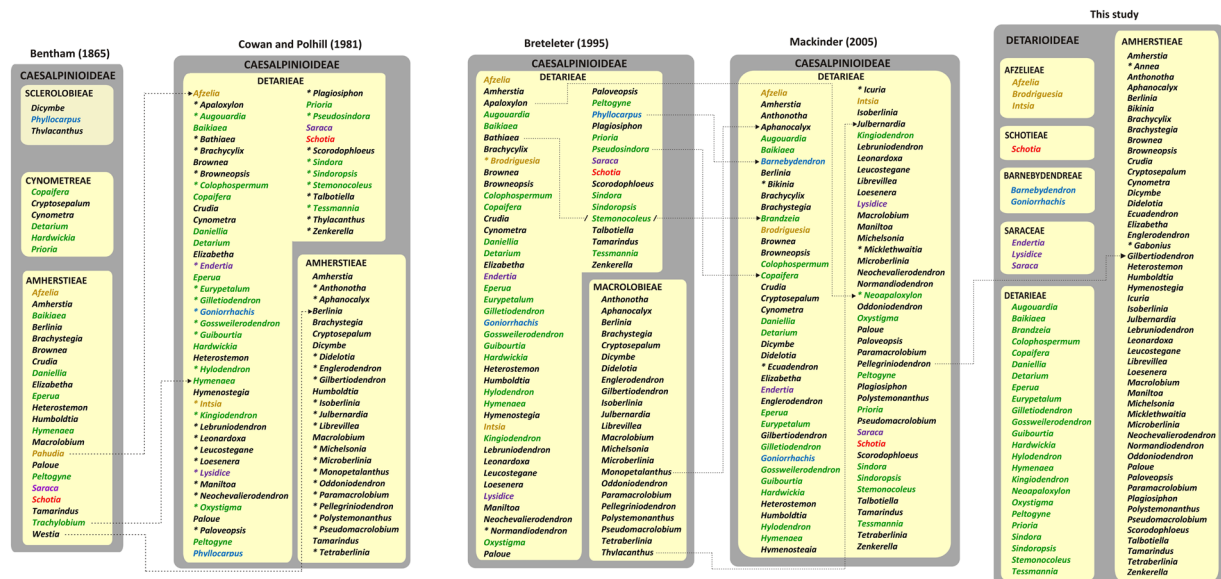 Bentham (1865)
CAESALPINIOIDEAE
SCLEROLOBIEAE
Dicymbe
Phyllocarpus
Thylacanthus
CYNOMETREAE
Copaifera
Cryptosepalum
Cynometra
Detarium
Hardwickia
Prioria
AMHERSTIEAE
Afzelia
Amherstia
Baikiaea
Berlinia
Brachystegia
Brownea
Crudia
Daniellia
Elizabetha
Eperua
Heterostemon
Humboldtia
Hymenaea
Macrolobium
Pahudia
Paloue
Peltogyne
Saraca
Schotia
Tamarindus
Trachylobium
Westia
Cowan and Polhill (1981)
CAESALPINIOIDEAE
DETARIEAE
Afzelia
* Apaloxylon
* Augouardia
Baikiaea
* Bathiaea
* Brachycylix
Brownea
* Browneopsis
* Colophospermum
Copaifera
Crudia
Cynometra
Daniellia
Detarium
Elizabetha
* Endertia
Eperua
* Eurypetalum
* Gilletiodendron
* Goniorrhachis
* Gossweilerodendron
* Guibourtia
Hardwickia
Heterostemon
* Hylodendron
Hymenaea
Hymenostegia
* Intsia
* Kingiodendron
* Lebruniodendron
* Leonardoxa
* Leucostegane
* Loesenera
* Lysidice
* Maniltoa
* Neochevalierodendron
* Oxystigma
Paloue
* Paloveopsis
Peltogyne
Phyllocarpus
* Plagiosiphon
Prioria
* Pseudosindora
Saraca
Schotia
* Scorodophloeus
* Sindora
* Sindoropsis
* Stemonocoleus
* Talbotiella
* Tessmannia
* Thylacanthus
* Zenkerella
AMHERSTIEAE
Amherstia
* Anthonotha
* Aphanocalyx
Berlinia
Brachystegia
Cryptosepalum
Dicymbe
* Didelotia
* Englerodendron
* Gilbertiodendron
Humboldtia
* Isoberlinia
* Julbernardia
* Librevillea
Macrolobium
* Michelsonia
* Microberlinia
* Monopetalanthus
* Oddoniodendron
* Paramacrolobium
* Pellegriniodendron
* Polystemonanthus
* Pseudomacrolobium
Tamarindus
* Tetraberlinia
Breteleter (1995)
CAESALPINIOIDEAE
DETARIEAE
Afzelia
Amherstia
Apaloxylon
Augouardia
Baikiaea
Bathiaea
Brachycylix
* Brodriguesia
Brownea
Browneopsis
Colophospermum
Copaifera
Crudia
Cynometra
Daniellia
Detarium
Elizabetha
Endertia
Eperua
Eurypetalum
Gilletiodendron
Goniorrhachis
Gossweilerodendron
Guibourtia
Hardwickia
Heterostemon
Humboldtia
Hylodendron
Hymenaea
Hymenostegia
Intsia
Kingiodendron
Lebruniodendron
Leonardoxa
Leucostegane
Loesenera
Lysidice
Maniltoa
Neochevalierodendron
* Normandiodendron
Oxystigma
Paloue
Paloveopsis
Peltogyne
Phyllocarpus
Plagiosiphon
Prioria
Pseudosindora
Saraca
Schotia
Scorodophloeus
Sindora
Sindoropsis
/ Stemonocoleus /
Talbotiella
Tamarindus
Tessmannia
Zenkerella
MACROLOBIEAE
Anthonotha
Aphanocalyx
Berlinia
Brachystegia
Cryptosepalum
Dicymbe
Didelotia
Englerodendron
Gilbertiodendron
Isoberlinia
Julbernardia
Librevillea
Macrolobium
Michelsonia
Microberlinia
Monopetalanthus
Oddoniodendron
Paramacrolobium
Pellegriniodendron
Polystemonanthus
Pseudomacrolobium
Tetraberlinia
Thylacanthus
Mackinder (2005)
CAESALPINIOIDEAE
DETARIEAE
Afzelia
Amherstia
Anthonotha
Aphanocalyx
Augouardia
Baikiaea
Barnebydendron
Berlinia
* Bikinia
Brachycylix
Brachystegia
Brandzeia
Brodriguesia
Brownea
Browneopsis
Colophospermum
Copaifera
Crudia
Cryptosepalum
Cynometra
Daniellia
Detarium
Dicymbe
Didelotia
* Ecuadendron
Elizabetha
Endertia
Englerodendron
Eperua
Eurypetalum
Gilbertiodendron
Gilletiodendron
Goniorrhachis
Gossweilerodendron
Guibourtia
Hardwickia
Heterostemon
Humboldtia
Hylodendron
Hymenaea
Hymenostegia
* Icuria
Intsia
Isoberlinia
Julbernardia
Kingiodendron
Lebruniodendron
Leonardoxa
Leucostegane
Librevillea
Loesenera
Lysidice
Macrolobium
Maniltoa
Michelsonia
* Micklethwaitia
Microberlinia
Neochevalierodendron
Normandiodendron
* Neoapaloxylon
Oddoniodendron
Oxystigma
Paloue
Paloveopsis
Paramacrolobium
Pellegriniodendron
Peltogyne
Plagiosiphon
Polystemonanthus
Prioria
Pseudomacrolobium
Saraca
Schotia
Scorodophloeus
Sindora
Sindoropsis
Stemonocoleus
Talbotiella
Tamarindus
Tessmannia
Tetraberlinia
Zenkerella
This study
DETARIOIDEAE
AFZELIEAE
Afzelia
Brodriguesia
Intsia
SCHOTIEAE
Schotia
BARNEBYDENDREAE
Barnebydendron
Goniorrhachis
SARACEAE
Endertia
Lysidice
Saraca
DETARIEAE
Augouardia
Baikiaea
Brandzeia
Colophospermum
Copaifera
Daniellia
Detarium
Eperua
Eurypetalum
Gilletiodendron
Gossweilerodendron
Guibourtia
Hardwickia
Hylodendron
Hymenaea
Kingiodendron
Neoapaloxylon
Oxystigma
Peltogyne
Prioria
Sindora
Sindoropsis
Stemonocoleus
Tessmannia
AMHERSTIEAE
Amherstia
* Annea
Anthonotha
Aphanocalyx
Berlinia
Bikinia
Brachycylix
Brachystegia
Brownea
Browneopsis
Crudia
Cryptosepalum
Cynometra
Dicymbe
Didelotia
Ecuadendron
Elizabetha
Englerodendron
* Gabonius
Gilbertiodendron
Heterostemon
Humboldtia
Hymenostegia
Icuria
Isoberlinia
Julbernardia
Lebruniodendron
Leonardoxa
Leucostegane
Librevillea
Loesenera
Macrolobium
Maniltoa
Michelsonia
Micklethwaitia
Microberlinia
Neochevalierodendron
Normandiodendron
Oddoniodendron
Paloue
Paloveopsis
Paramacrolobium
Plagiosiphon
Polystemonanthus
Pseudomacrolobium
Scorodophloeus
Talbotiella
Tamarindus
Tetraberlinia
Zenkerella